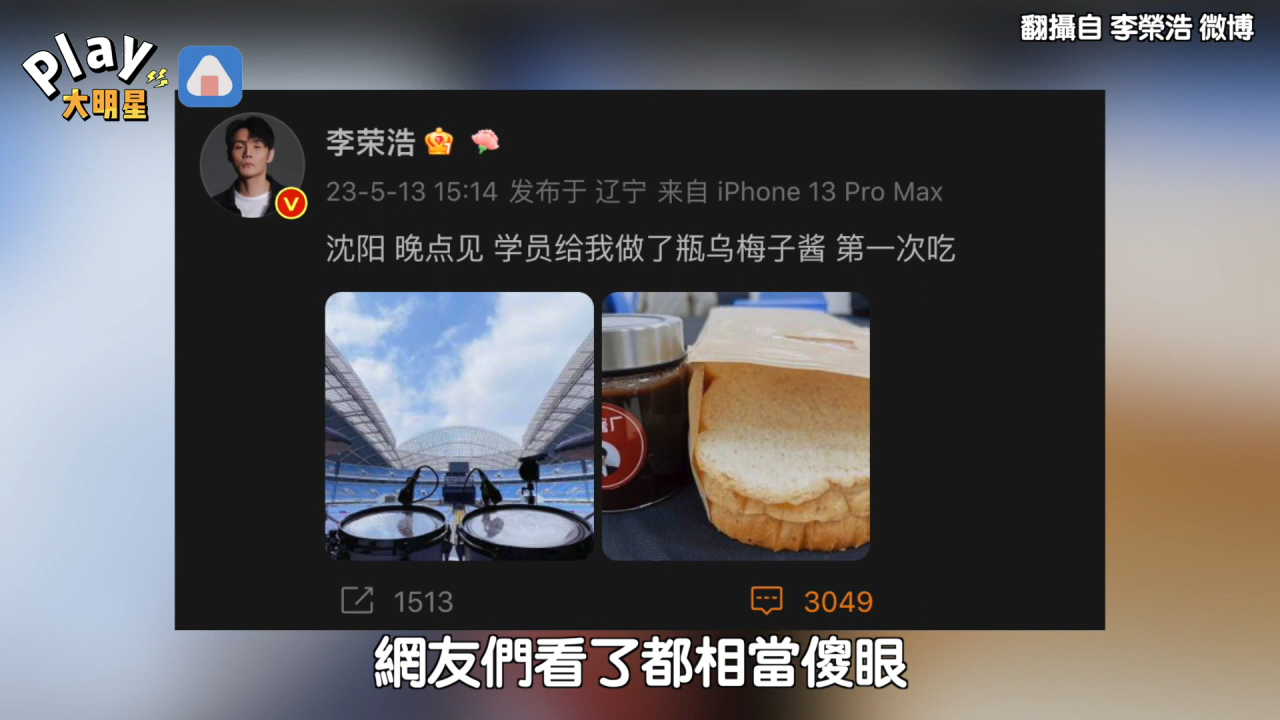 翻攝自 李榮浩 微博
Play
大明星
李荣浩
23-5-13 15:14 发布于 辽宁 来自 iPhone 13 Pro Max
沈阳 晚点见 学员给我做了瓶乌梅子酱 第一次吃
1513
3049
網友們看了都相當傻眼